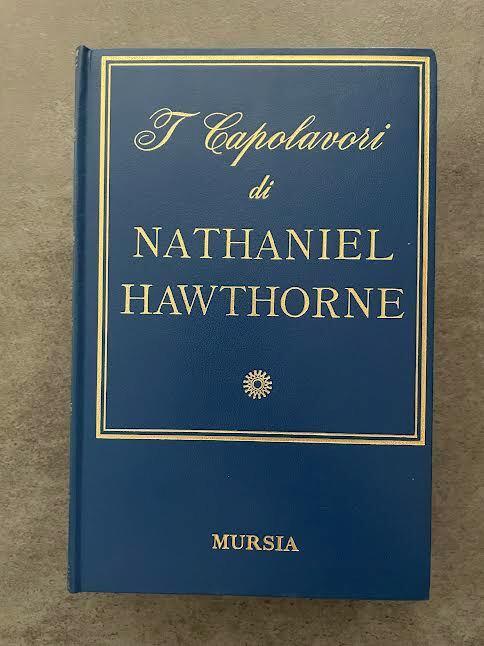 I Capolavori
di
NATHANIEL
HAWTHORNE
MURSIA